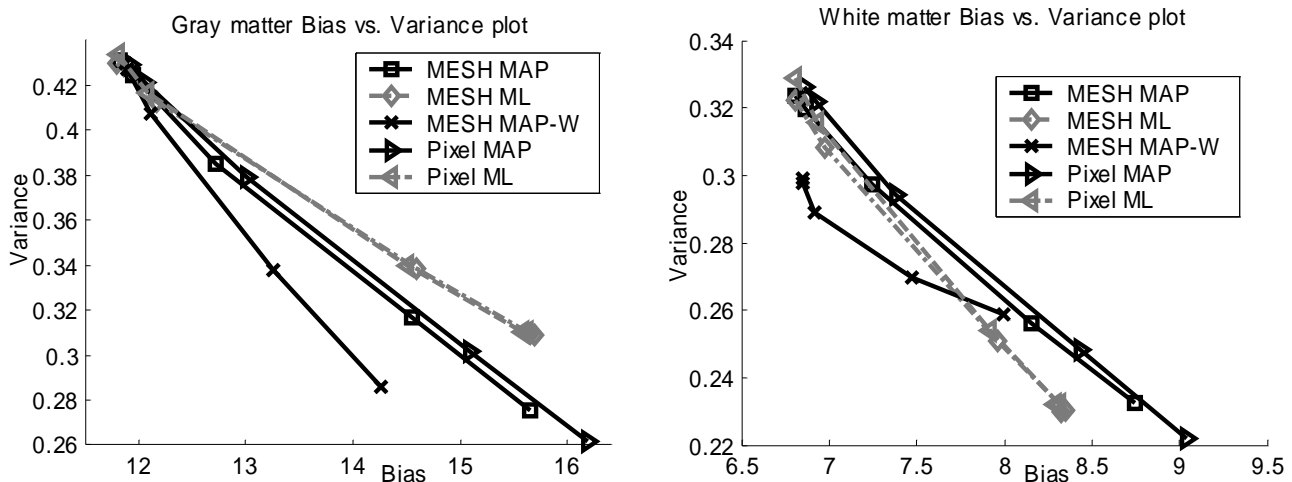 Gray matter Bias vs. Variance plot
MESH MAP
MESH ML
MESH MAP-W
Pixel MAP
Pixel ML
Variance
0.42
0.4
0.38
0.36
0.34
0.32
0.3
0.28
0.26
12
13
14
15
16
Bias
White matter Bias vs. Variance plot
MESH MAP
MESH ML
MESH MAP-W
Pixel MAP
Pixel ML
Variance
0.34
0.32
0.3
0.28
0.26
0.24
0.22
6.5
7
7.5
8
8.5
9
9.5
Bias